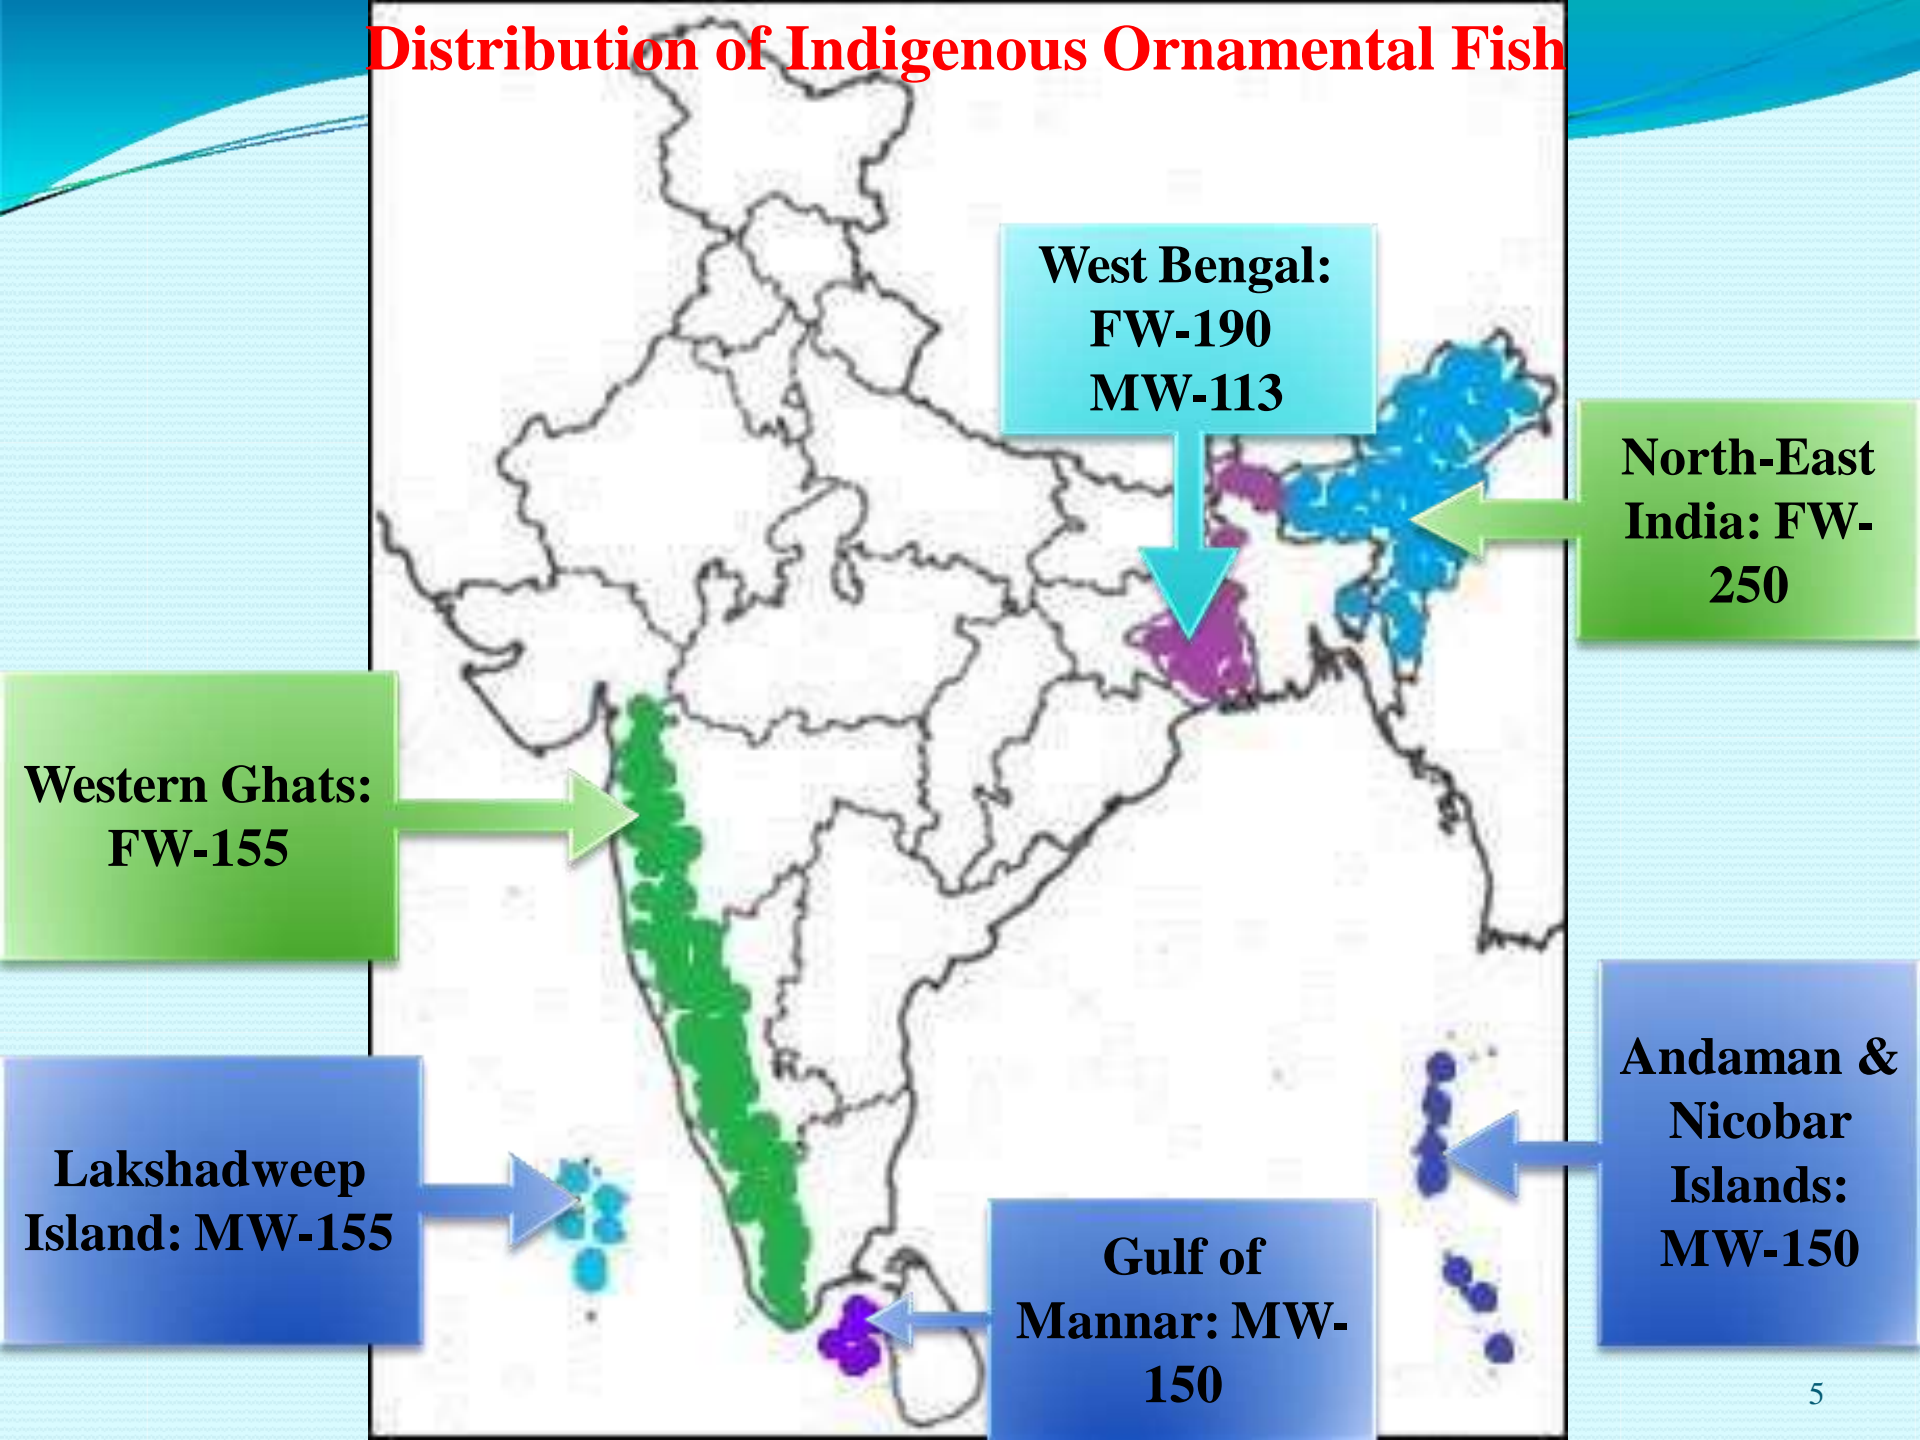 Distribution of Indigenous Ornamental Fish
West Bengal:
FW-190
MW-113
North-East
India: FW-
250
Western Ghats:
FW-155
Andaman &
Nicobar
Islands:
MW-150
Lakshadweep
Island: MW-155
Gulf of
Mannar: MW-
150
5